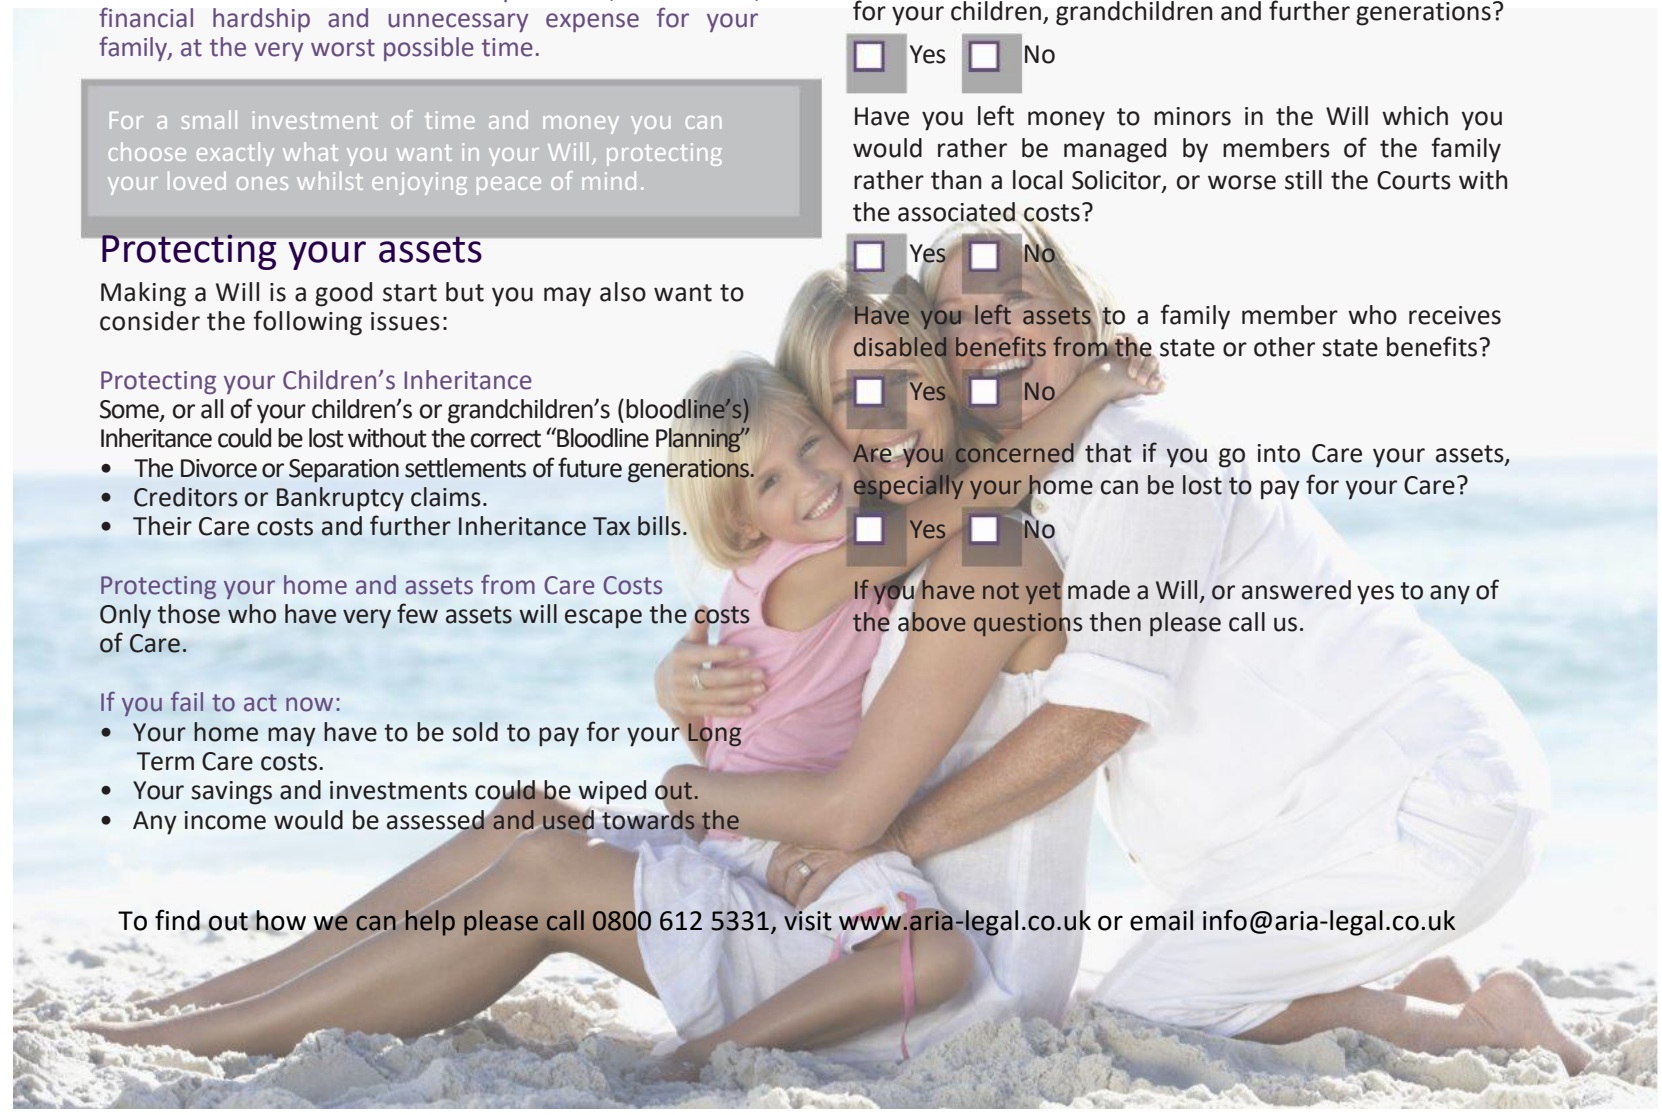 financial hardship and unnecessary expense for your
family, at the very worst possible time.
For a small investment of time and money you can
choose exactly what you want in your Will, protecting
your loved ones whilst enjoying peace of mind.
Protecting your assets
Making a Will is a good start but you may also want to
consider the following issues:
Protecting your Children’s Inheritance
Some, or all of your children’s or grandchildren’s (bloodline’s)
Inheritance could be lost without the correct “Bloodline Planning”
• The Divorce or Separation settlements of future generations.
• Creditors or Bankruptcy claims.
• Their Care costs and further Inheritance Tax bills.
Protecting your home and assets from Care Costs
Only those who have very few assets will escape the costs
of Care.
If you fail to act now:
• Your home may have to be sold to pay for your Long
Term Care costs.
• Your savings and investments could be wiped out.
• Any income would be assessed and used towards the
for your children, grandchildren and further generations?
Yes No
Have you left money to minors in the Will which you
would rather be managed by members of the family
rather than a local Solicitor, or worse still the Courts with
the associated costs?
Yes No
Have you left assets to a family member who receives
disabled benefits from the state or other state benefits?
Yes No
Are you concerned that if you go into Care your assets,
especially your home can be lost to pay for your Care?
Yes No
If you have not yet made a Will, or answered yes to any of
the above questions then please call us.
To find out how we can help please call 0800 612 5331, visit www.aria-legal.co.uk or email info@aria-legal.co.uk